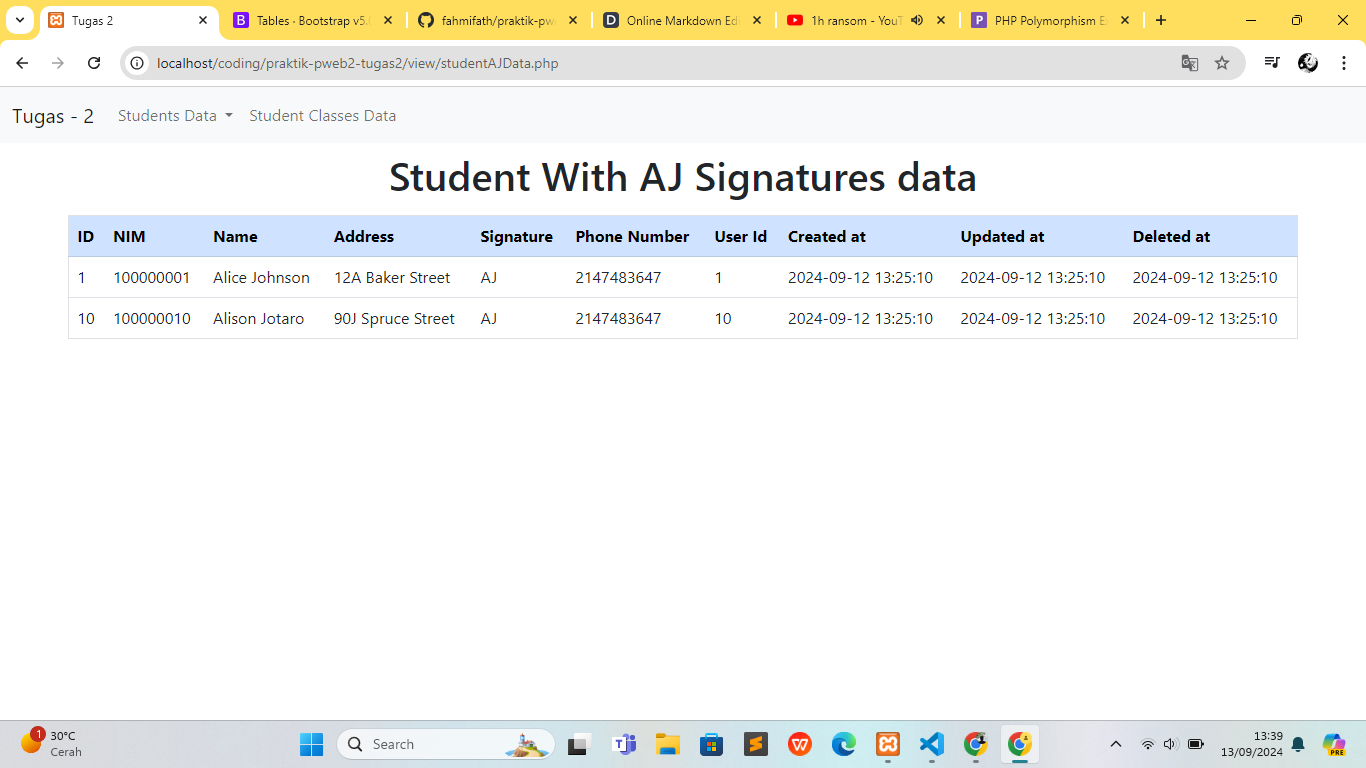 Tugas 2
Tables · Bootstrap v5.
fahmifath/praktik-pw
Online Markdown Edi
1h ransom - YouT
PHP Polymorphism E
localhost/coding/praktik-pweb2-tugas2/view/studentAJData.php
Tugas - 2 Students Data Student Classes Data
Student With AJ Signatures data
ID NIM Name Address Signature Phone Number User Id Created at Updated at Deleted at
1 100000001 Alice Johnson 12A Baker Street AJ 2147483647 1 2024-09-12 13:25:10 2024-09-12 13:25:10 2024-09-12 13:25:10
10 100000010 Alison Jotaro 90J Spruce Street AJ 2147483647 10 2024-09-12 13:25:10 2024-09-12 13:25:10 2024-09-12 13:25:10
1
30°C
Cerah
Search
13:39
13/09/2024
PRE